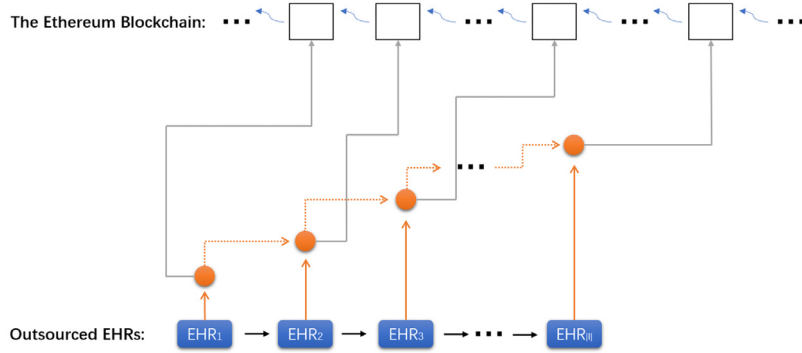 The Ethereum Blockchain:
Outsourced EHRs: EHR₁ EHR₂ EHR₃ EHR|I|